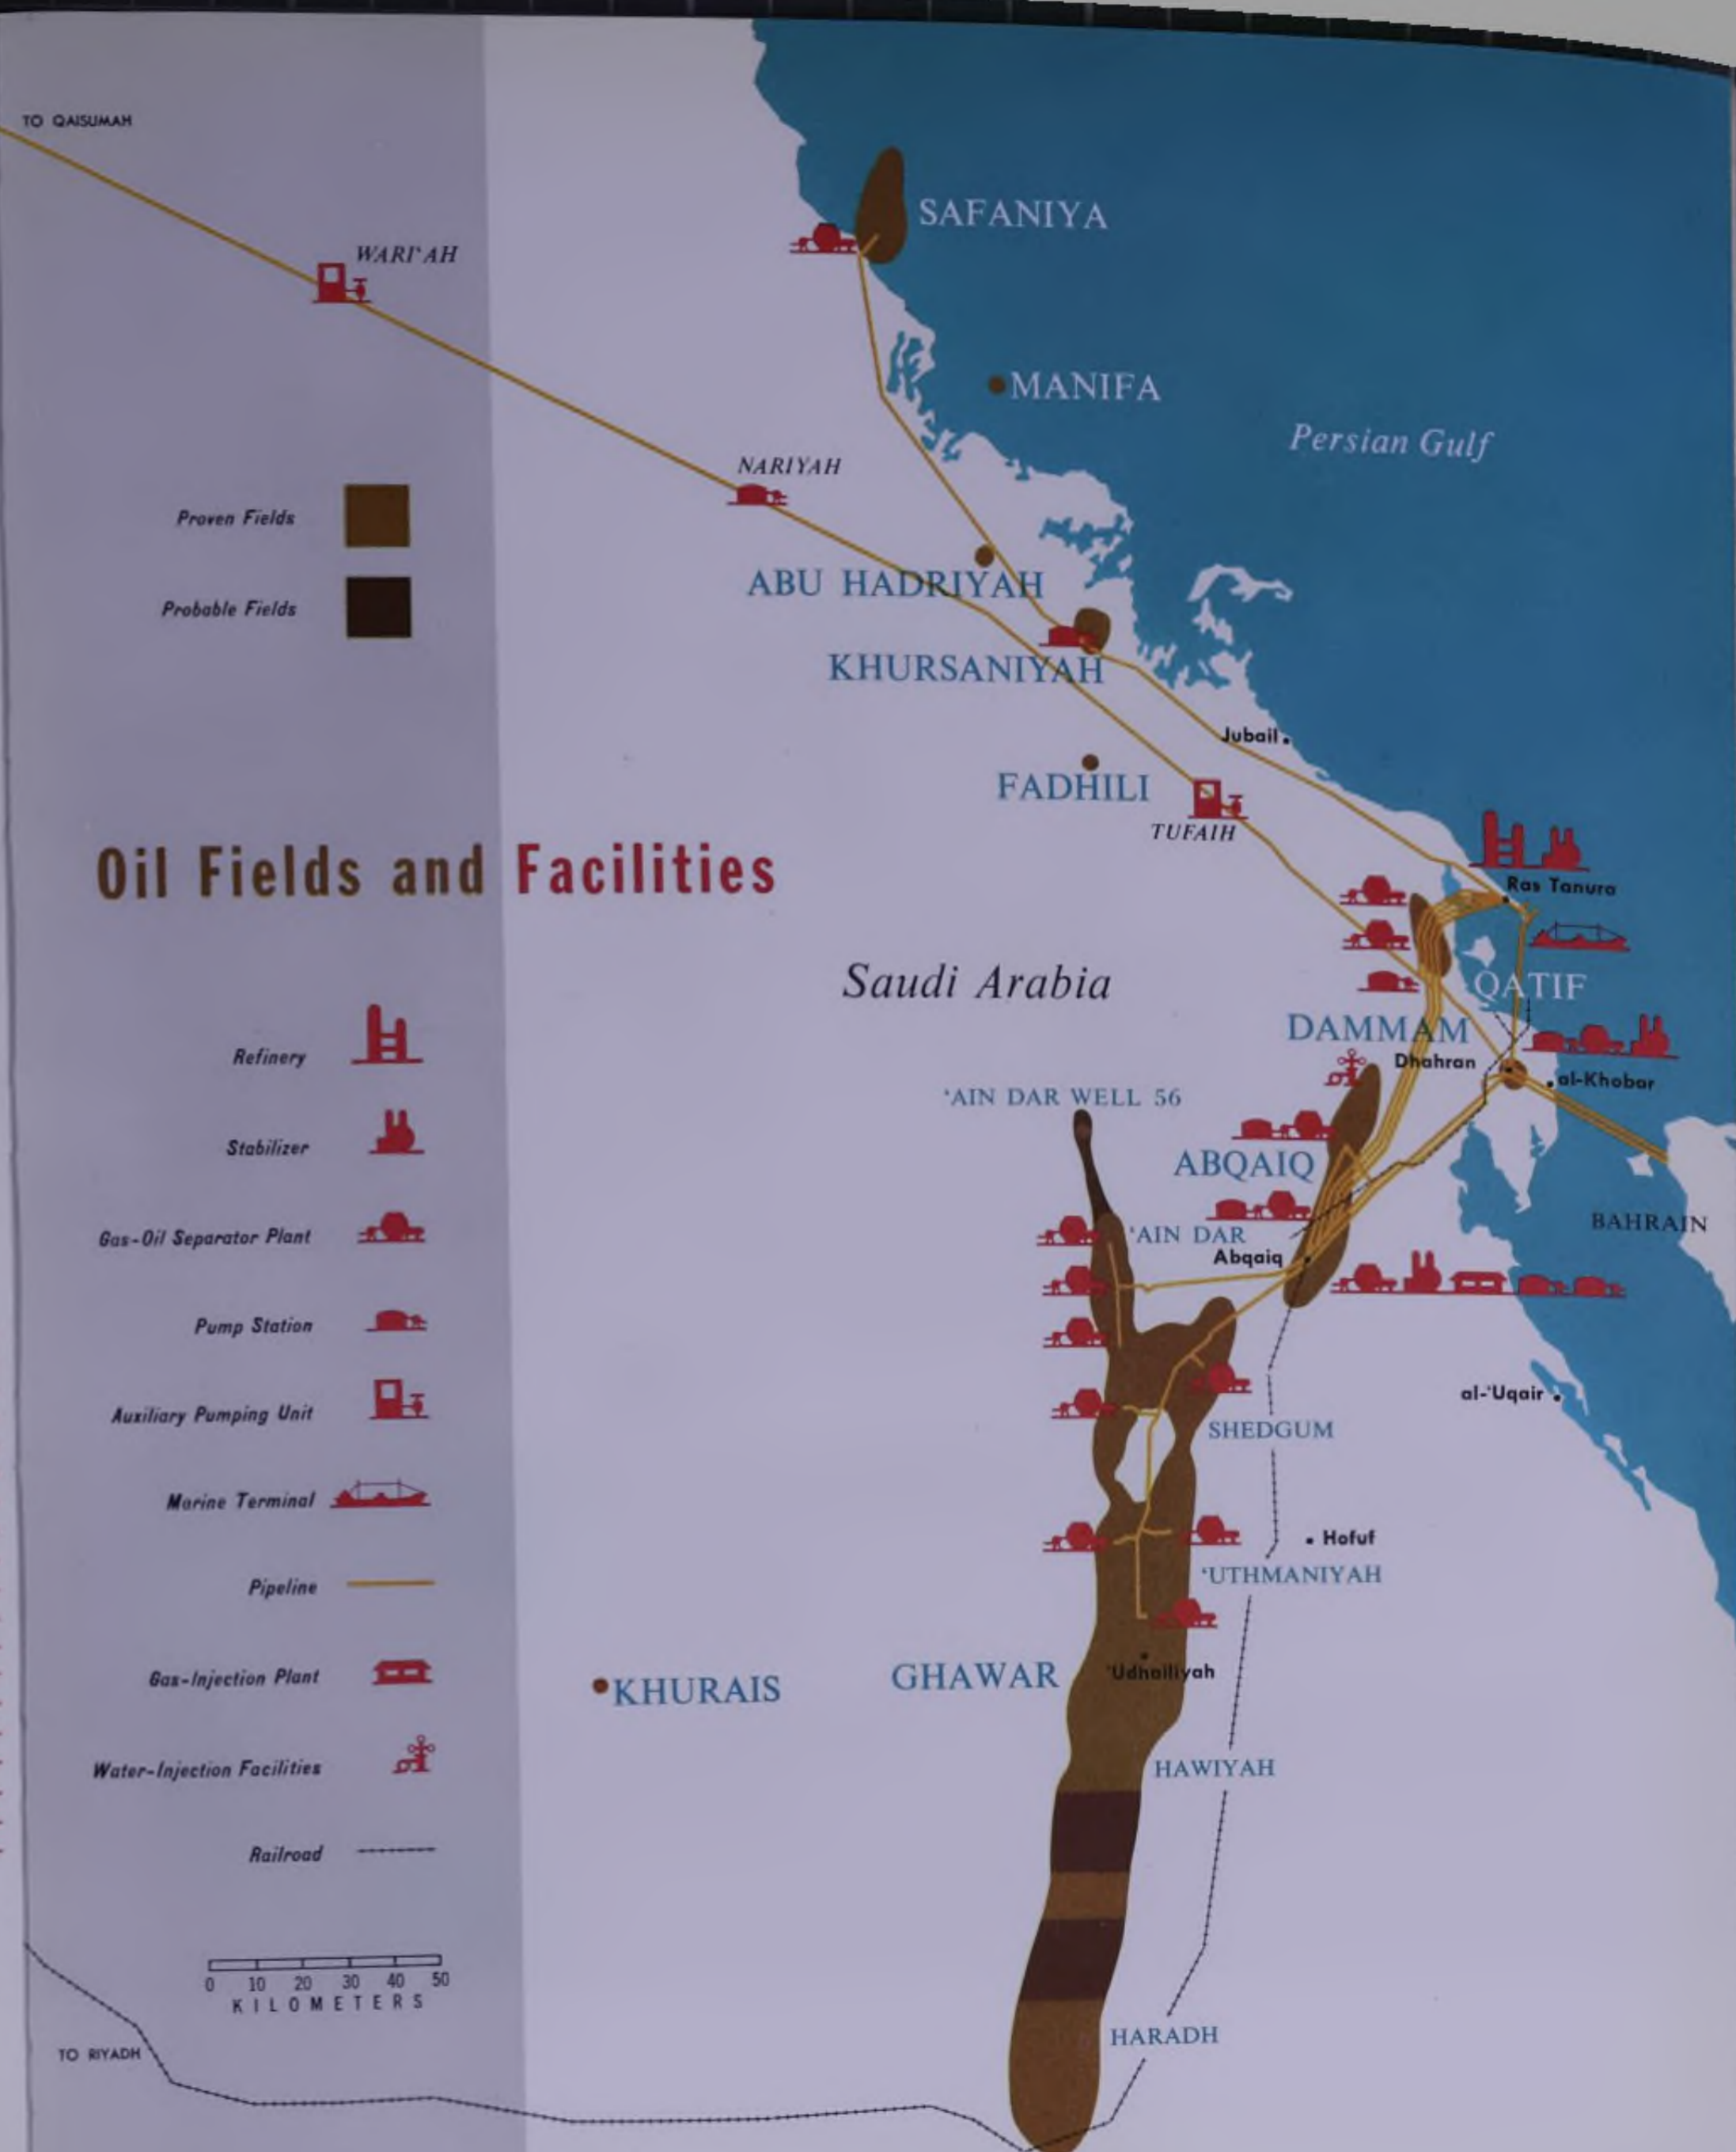 TO QAISUMAH
SAFANIYA
WARI'AH
MANIFA
Persian Gulf
NARIYAH
Proven Fields
ABU HADRIYAH
Probable Fields
KHURSANIYAH
Jubail
FADHILI
TUFAIH
Oil Fields and Facilities
Ras Tanura
Saudi Arabia
QATIF
DAMMAM
Refinery
Dhahran
al-Khobar
'AIN DAR WELL 56
Stabilizer
ABQAIQ
BAHRAIN
Gas-Oil Separator Plant
'AIN DAR
Abqaiq
Pump Station
al-'Uqair
Auxiliary Pumping Unit
SHEDGUM
Marine Terminal
Hofuf
'UTHMANIYAH
Pipeline
Gas-Injection Plant
KHURAIS
GHAWAR
'Udhailiyah
Water-Injection Facilities
HAWIYAH
Railroad
0 10 20 30 40 50
KILOMETERS
TO RIYADH
HARADH